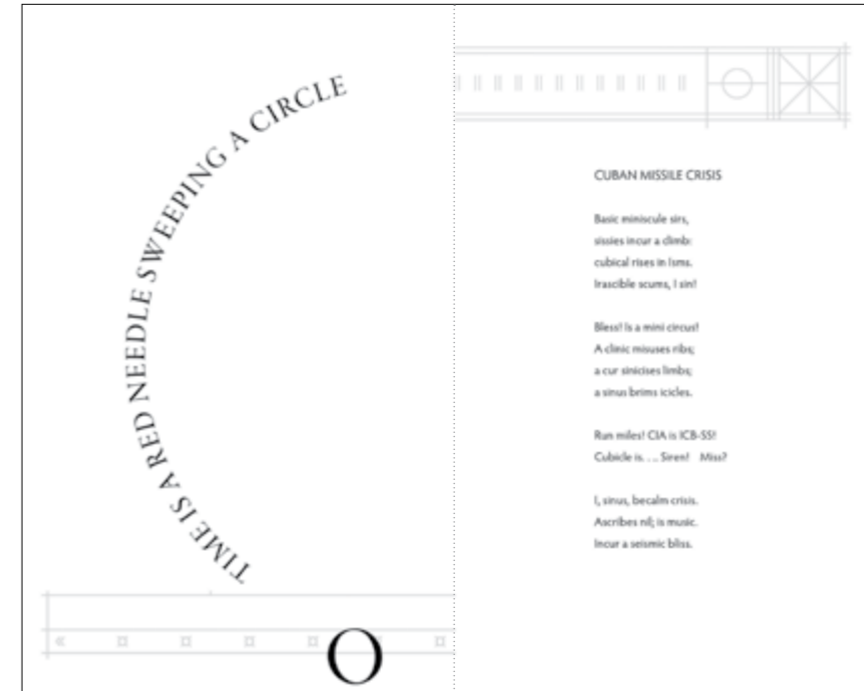 TIME IS A RED NEEDLE SWEEPING A CIRCLE
O
CUBAN MISSILE CRISIS
Basic miniscule sirs,
sissies incur a climb:
cubical rises in Isms.
Irascible scums, I sin!
Bless! Is a mini circus!
A clinic misuses ribs;
a cur sinicises limbs;
a sinus brims icicles.
Run miles! CIA is ICB-SS!
Cubicle is. . .. Siren! Miss?
I, sinus, becalm crisis.
Ascribes nil; is music.
Incur a seismic bliss.